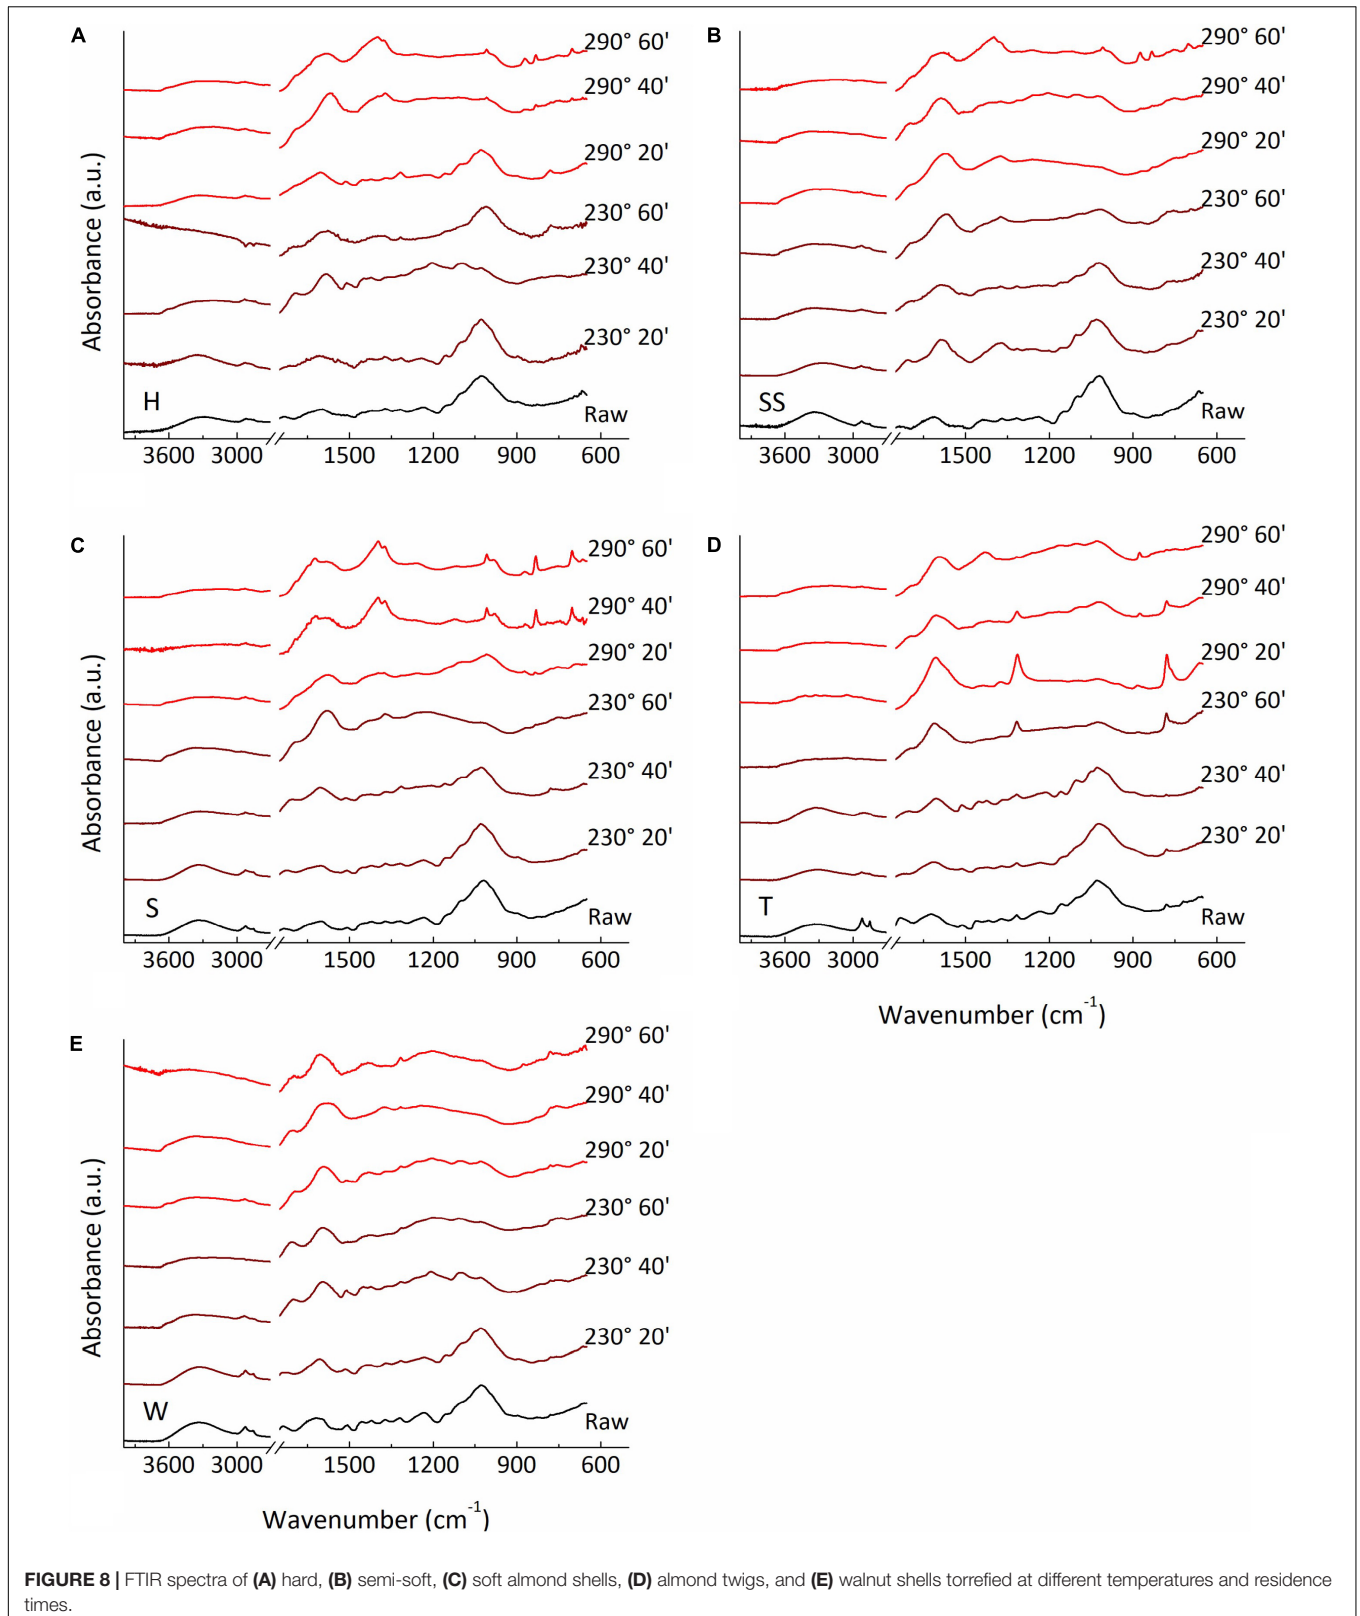 A
290° 60'
290° 40'
290° 20'
230° 60'
230° 40'
230° 20'
Raw
H
Absorbance (a.u.)
3600 3000 1500 1200 900 600
B
290° 60'
290° 40'
290° 20'
230° 60'
230° 40'
230° 20'
Raw
SS
3600 3000 1500 1200 900 600
C
290° 60'
290° 40'
290° 20'
230° 60'
230° 40'
230° 20'
Raw
S
Absorbance (a.u.)
3600 3000 1500 1200 900 600
D
290° 60'
290° 40'
290° 20'
230° 60'
230° 40'
230° 20'
Raw
T
3600 3000 1500 1200 900 600
Wavenumber (cm⁻¹)
E
290° 60'
290° 40'
290° 20'
230° 60'
230° 40'
230° 20'
Raw
W
Absorbance (a.u.)
3600 3000 1500 1200 900 600
Wavenumber (cm⁻¹)
FIGURE 8 | FTIR spectra of (A) hard, (B) semi-soft, (C) soft almond shells, (D) almond twigs, and (E) walnut shells torrefied at different temperatures and residence
times.